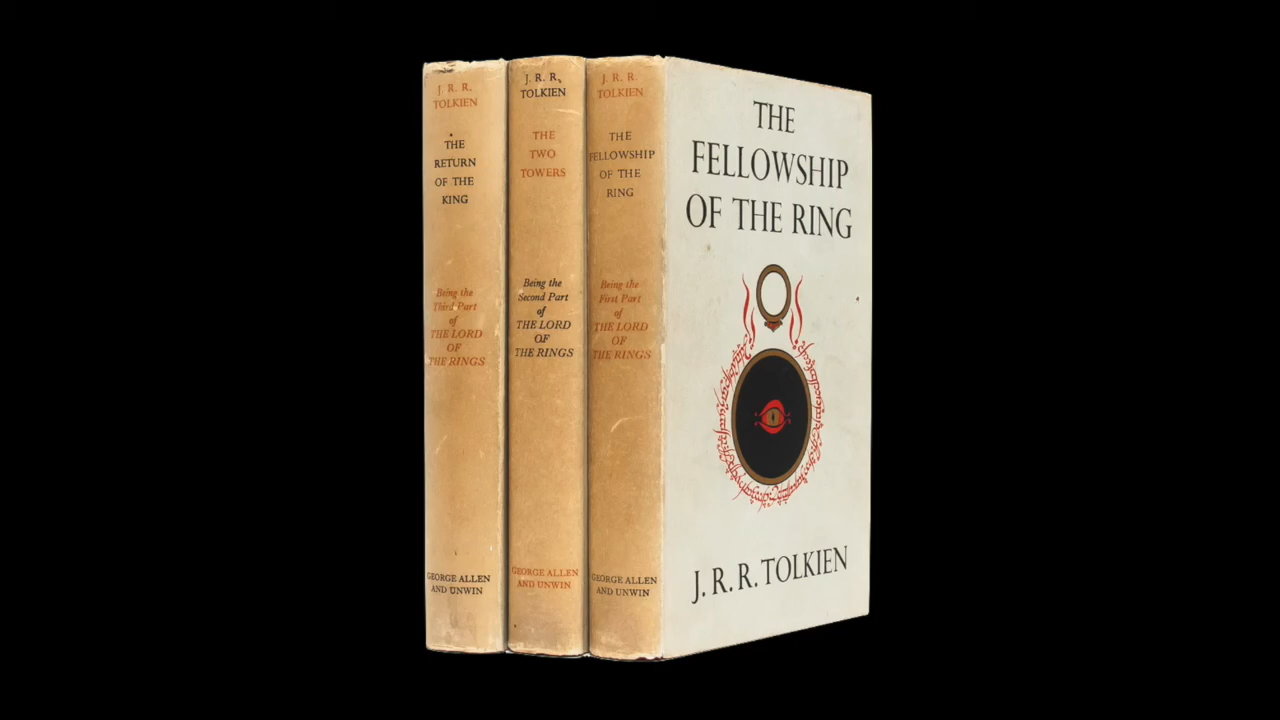 J. R. R.
TOLKIEN
THE
RETURN
OF THE
KING
Being the
Third Part
of
THE LORD
OF
THE RINGS
GEORGE ALLEN
AND UNWIN
J. R. R.
TOLKIEN
THE
TWO
TOWERS
Being the
Second Part
of
THE LORD
OF
THE RINGS
GEORGE ALLEN
AND UNWIN
J. R. R.
TOLKIEN
THE
FELLOWSHIP
OF THE
RING
Being the
First Part
of
THE LORD
OF
THE RINGS
GEORGE ALLEN
AND UNWIN
THE
FELLOWSHIP
OF THE RING
J. R. R. TOLKIEN